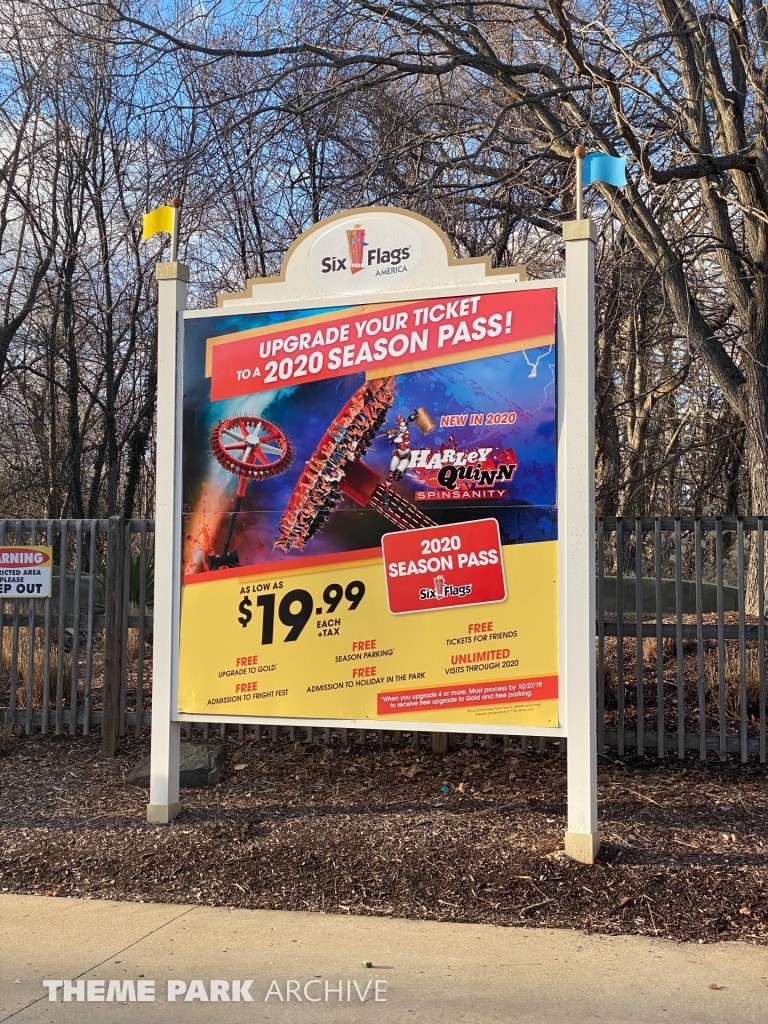 Six Flags
AMERICA
UPGRADE YOUR TICKET
TO A 2020 SEASON PASS!
NEW IN 2020
HARLEY
QUINN
SPINSANITY
2020
SEASON PASS
Six Flags
AS LOW AS
$19.99
EACH
+TAX
FREE
UPGRADE TO GOLD*
FREE
SEASON PARKING*
FREE
TICKETS FOR FRIENDS
FREE
ADMISSION TO FRIGHT FEST
FREE
ADMISSION TO HOLIDAY IN THE PARK
UNLIMITED
VISITS THROUGH 2020
*When you upgrade 4 or more. Must process by 10/27/19
to receive free upgrade to Gold and free parking.
PLEASE
THEME PARK ARCHIVE